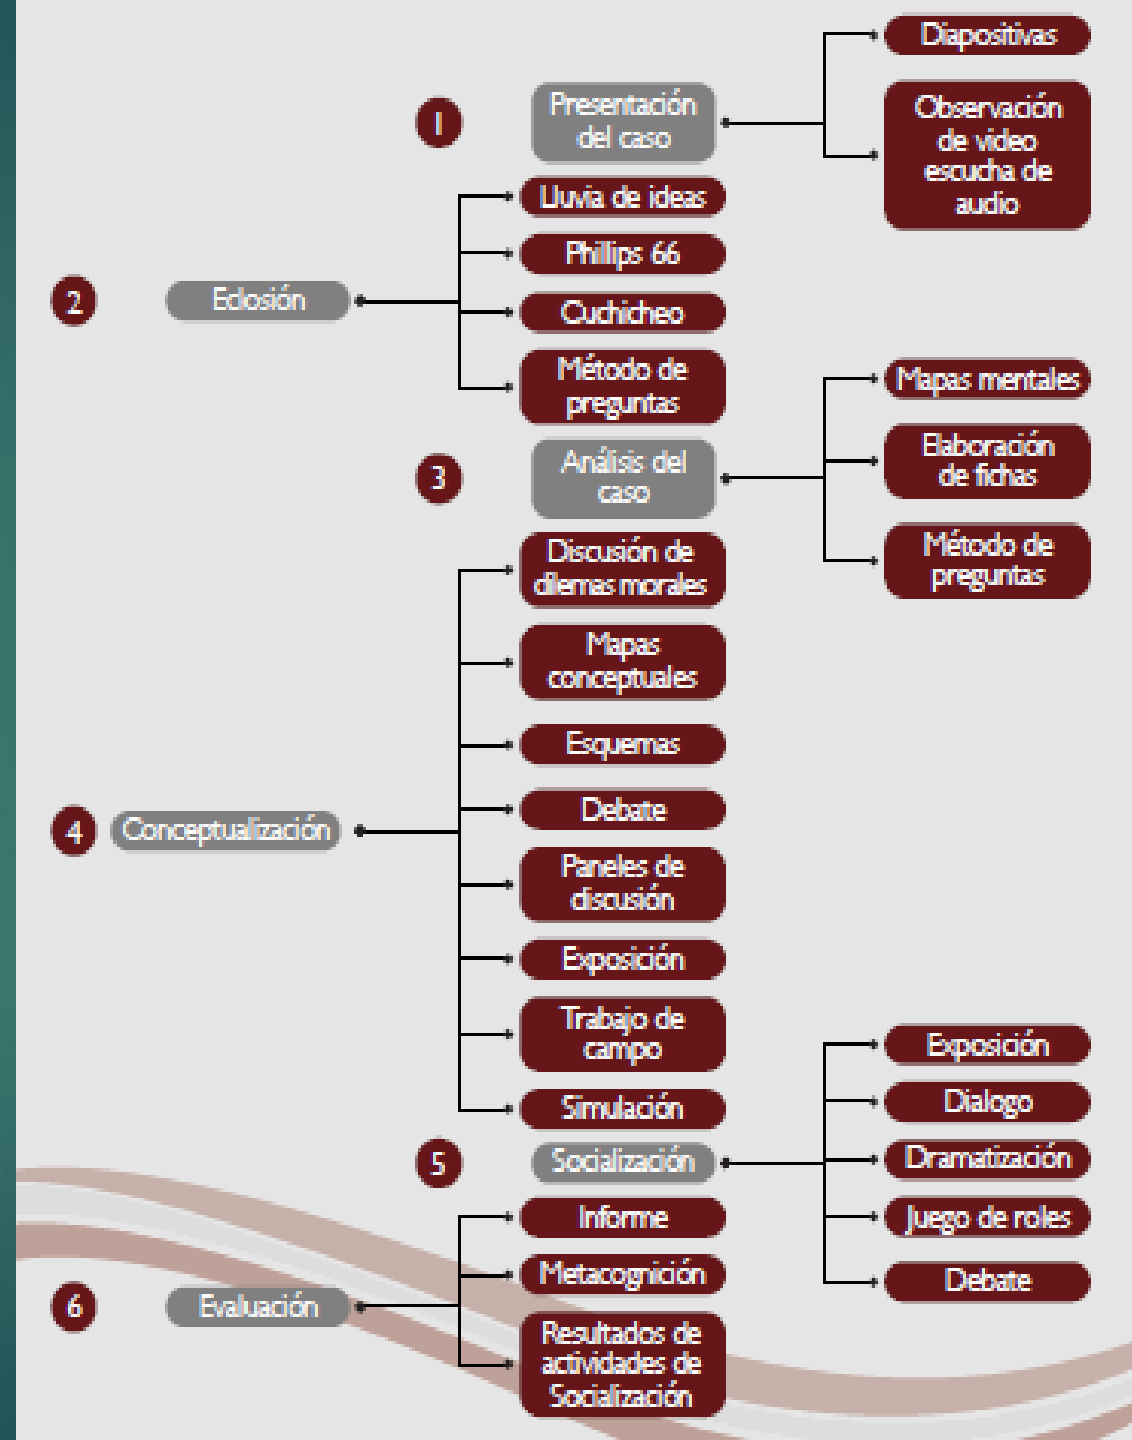 1
Presentación
del caso
Diapositivas
Observación
de video
escucha de
audio
2
Eclosión
Lluvia de ideas
Phillips 66
Cuchicheo
Método de
preguntas
3
Análisis del
caso
Mapas mentales
Elaboración
de fichas
Método de
preguntas
4
Conceptualización
Discusión de
dilemas morales
Mapas
conceptuales
Esquemas
Debate
Paneles de
discusión
Exposición
Trabajo de
campo
Simulación
5
Socialización
Exposición
Dialogo
Dramatización
Juego de roles
Debate
6
Evaluación
Informe
Metacognición
Resultados de
actividades de
Socialización